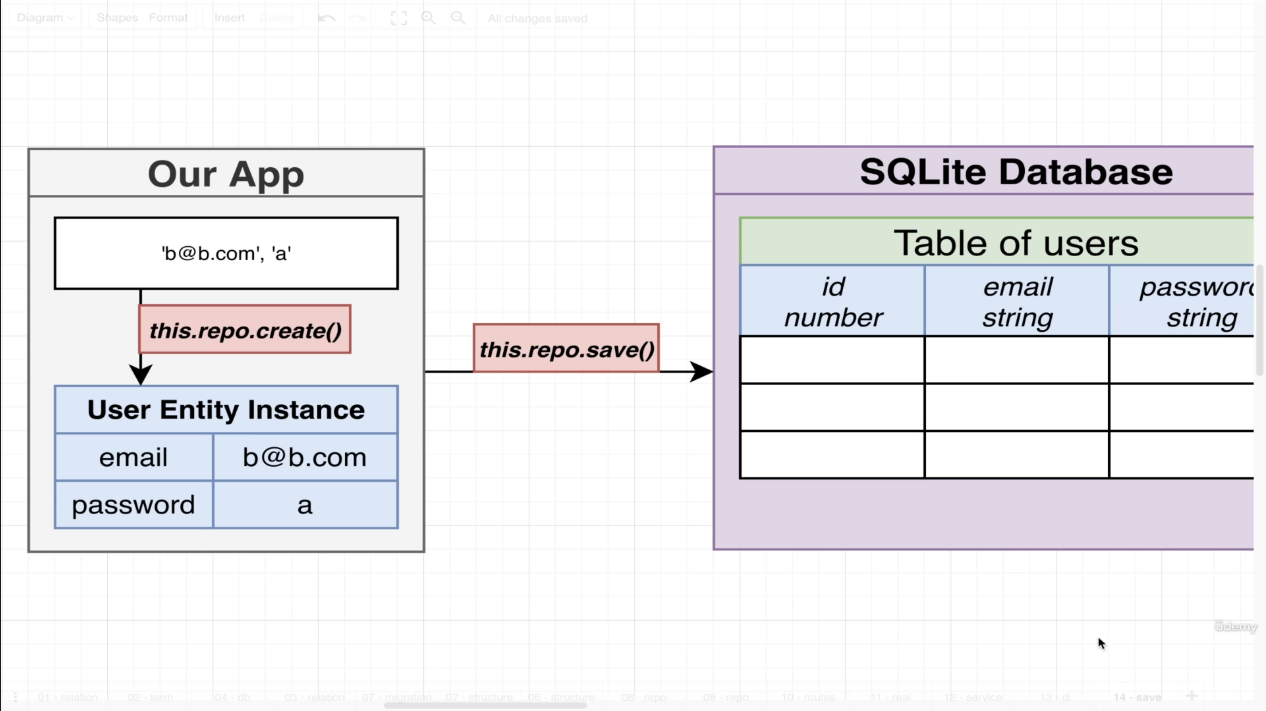 Diagram
Shapes
Format
Insert
Delete
All changes saved
Our App
'b@b.com', 'a'
this.repo.create()
User Entity Instance
email
b@b.com
password
a
this.repo.save()
SQLite Database
Table of users
id
number
email
string
password
string
ûdemy
01 - relation
02 - term
04 - db
05 - relation
07 - migration
07 - structure
06 - structure
08 - repo
09 - repo
10 - routes
11 - real
12 - service
13 - di
14 - save